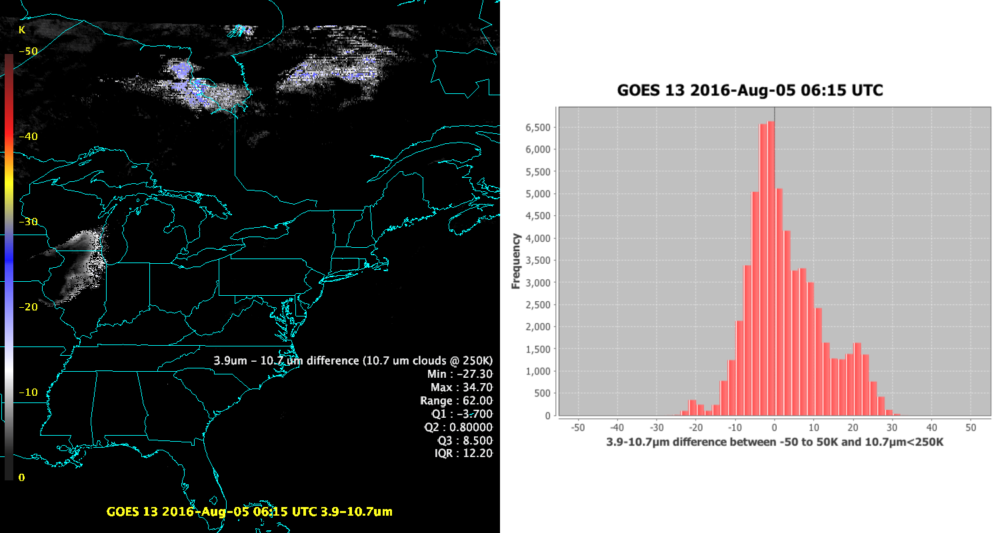 K
-50
-40
-30
-20
-10
0
3.9um - 10.7 um difference (10.7 um clouds @ 250K)
Min : -27.30
Max : 34.70
Range : 62.00
Q1 : -3.700
Q2 : 0.80000
Q3 : 8.500
IQR : 12.20
GOES 13 2016-Aug-05 06:15 UTC 3.9-10.7um
GOES 13 2016-Aug-05 06:15 UTC
Frequency
6,500
6,000
5,500
5,000
4,500
4,000
3,500
3,000
2,500
2,000
1,500
1,000
500
0
-50 -40 -30 -20 -10 0 10 20 30 40 50
3.9-10.7μm difference between -50 to 50K and 10.7μm<250K